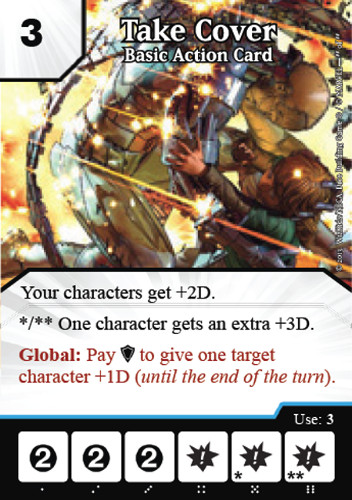 3
Take Cover
Basic Action Card
Your characters get +2D.
*/** One character gets an extra +3D.
Global: Pay to give one target
character +1D (until the end of the turn).
Use: 3
2 2 2 ! ! !
* **